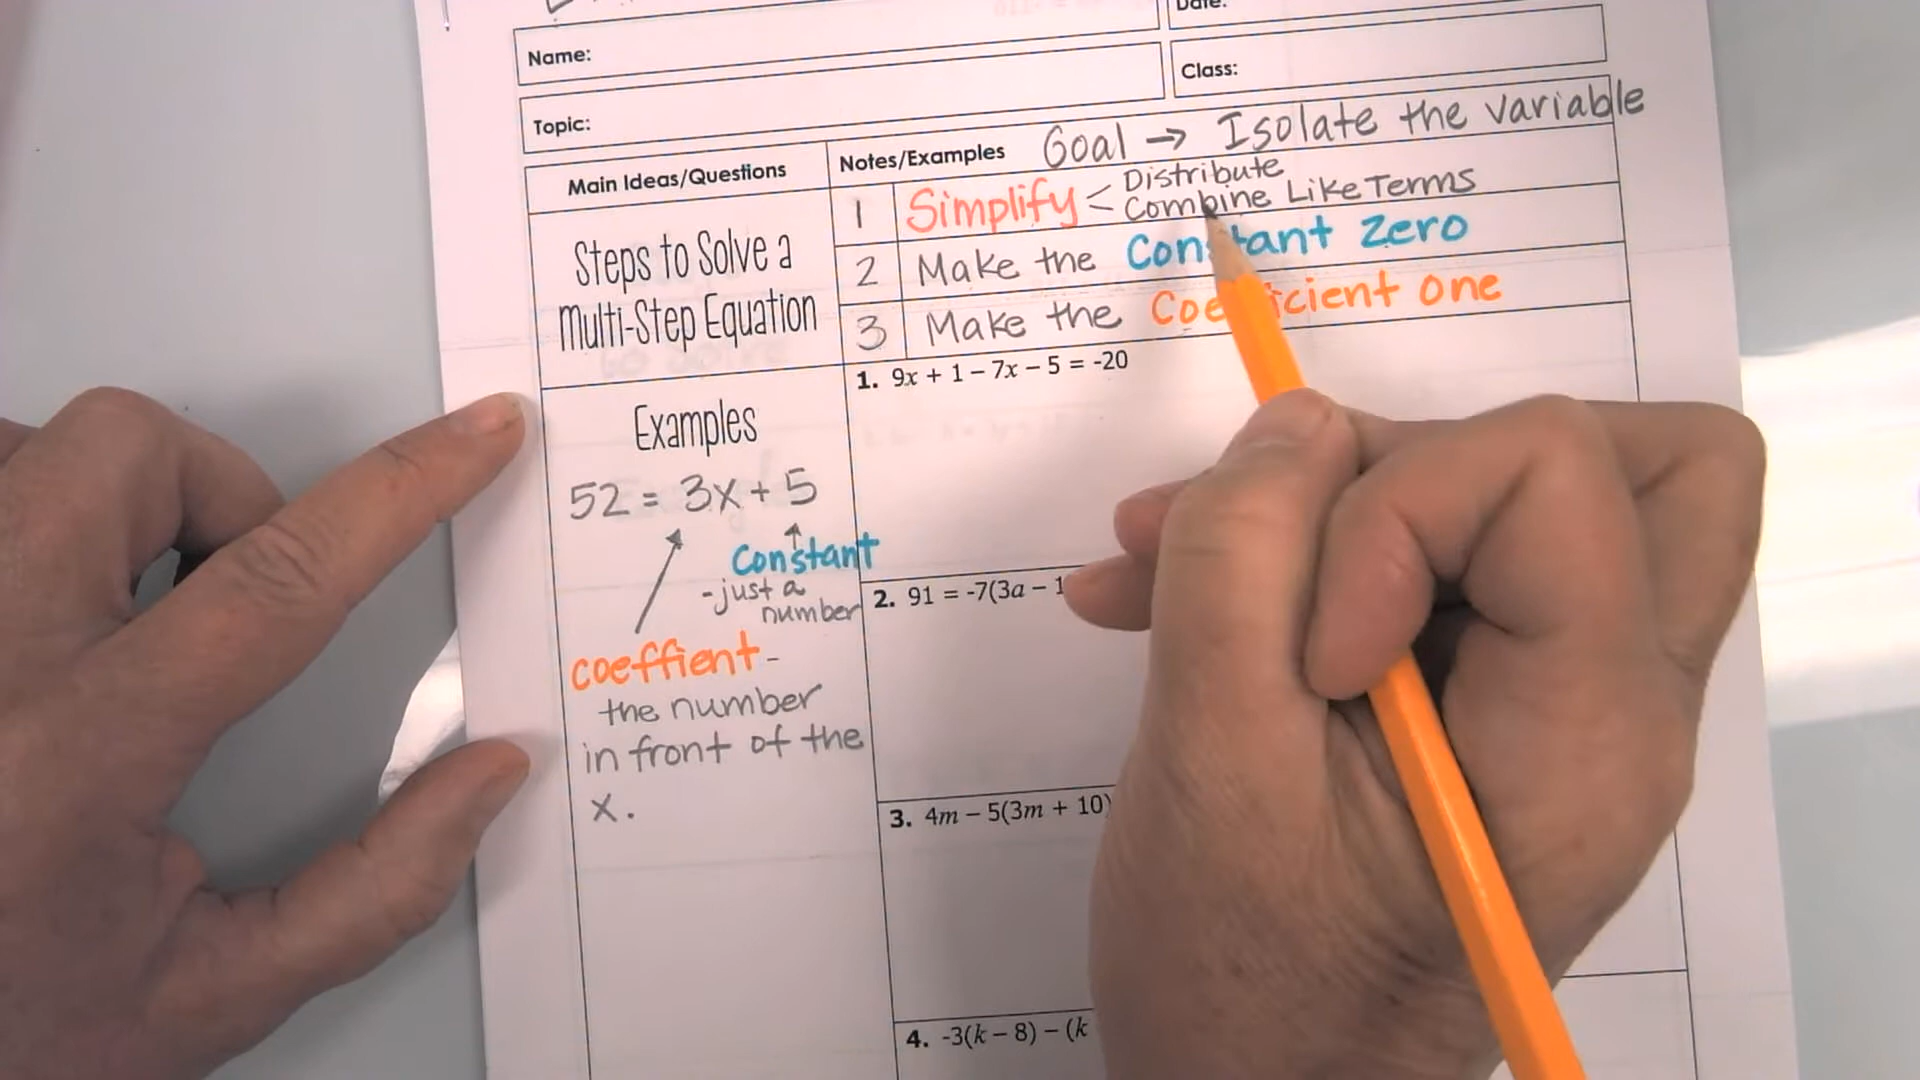 Date:
Name:
Class:
Topic:
Main Ideas/Questions
Notes/Examples Goal → Isolate the variable
Steps to Solve a
Multi-Step Equation
1 Simplify < Distribute
Combine Like Terms
2 Make the Constant zero
3 Make the Coefficient one
Examples
52 = 3x + 5
Constant
-just a
number
coeffient-
the number
in front of the
x.
1. 9x + 1 – 7x – 5 = -20
2. 91 = -7(3a – 1
3. 4m – 5(3m + 10)
4. -3(k – 8) – (k